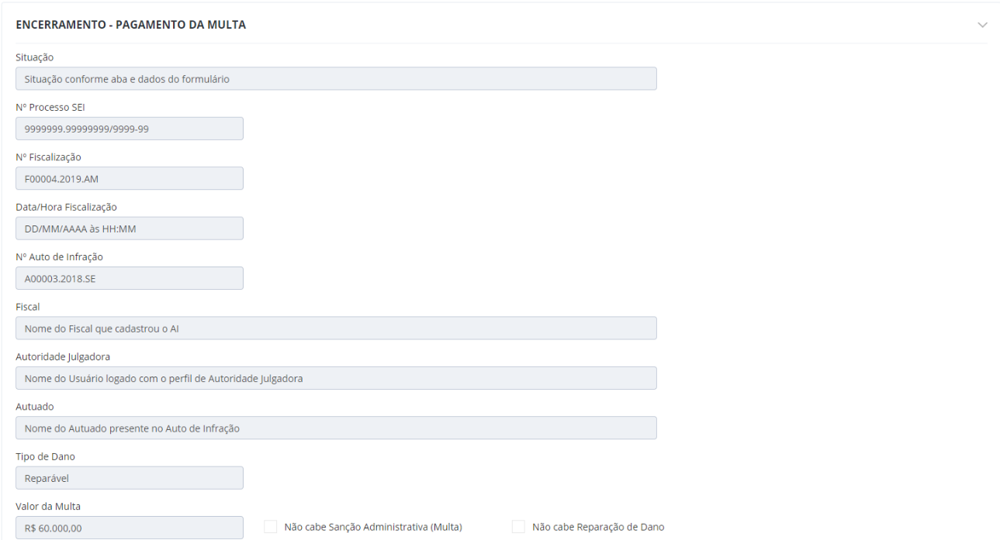 ENCERRAMENTO - PAGAMENTO DA MULTA
Situação
Situação conforme aba e dados do formulário
Nº Processo SEI
9999999.99999999/9999-99
Nº Fiscalização
F00004.2019.AM
Data/Hora Fiscalização
DD/MM/AAAA às HH:MM
Nº Auto de Infração
A00003.2018.SE
Fiscal
Nome do Fiscal que cadastrou o AI
Autoridade Julgadora
Nome do Usuário logado com o perfil de Autoridade Julgadora
Autuado
Nome do Autuado presente no Auto de Infração
Tipo de Dano
Reparável
Valor da Multa
R$ 60.000,00 Não cabe Sanção Administrativa (Multa) Não cabe Reparação de Dano